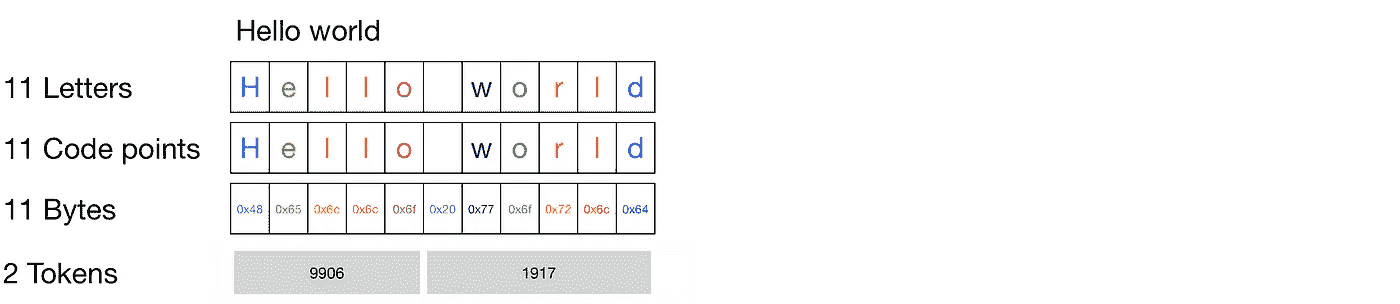 Hello world
11 Letters H e l l o w o r l d
11 Code points H e l l o w o r l d
11 Bytes 0x48 0x65 0x6c 0x6c 0x6f 0x20 0x77 0x6f 0x72 0x6c 0x64
2 Tokens 9906 1917